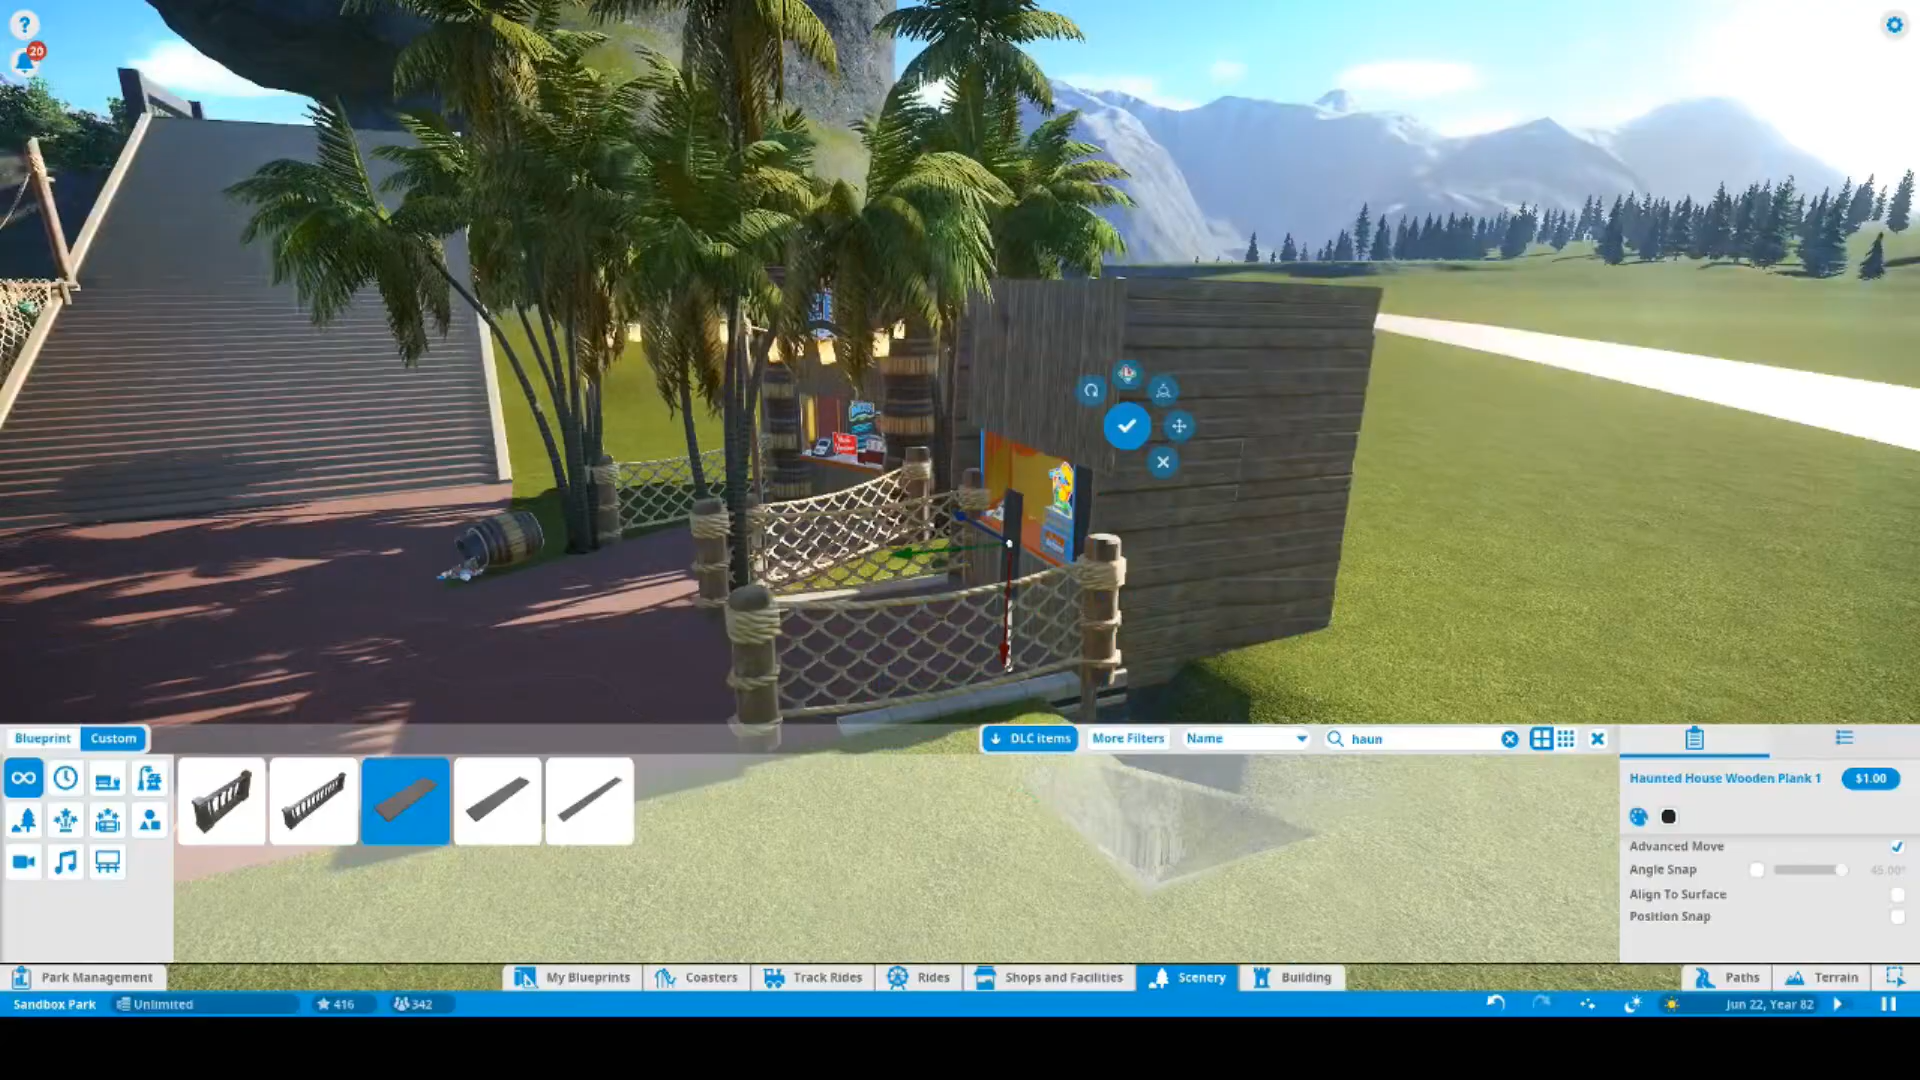 ?
20
Blueprint
Custom
DLC items
More Filters
Name
haun
Haunted House Wooden Plank 1
$1.00
Advanced Move
Angle Snap
45.00°
Align To Surface
Position Snap
Park Management
My Blueprints
Coasters
Track Rides
Rides
Shops and Facilities
Scenery
Building
Paths
Terrain
Sandbox Park
Unlimited
416
342
Jun 22, Year 82